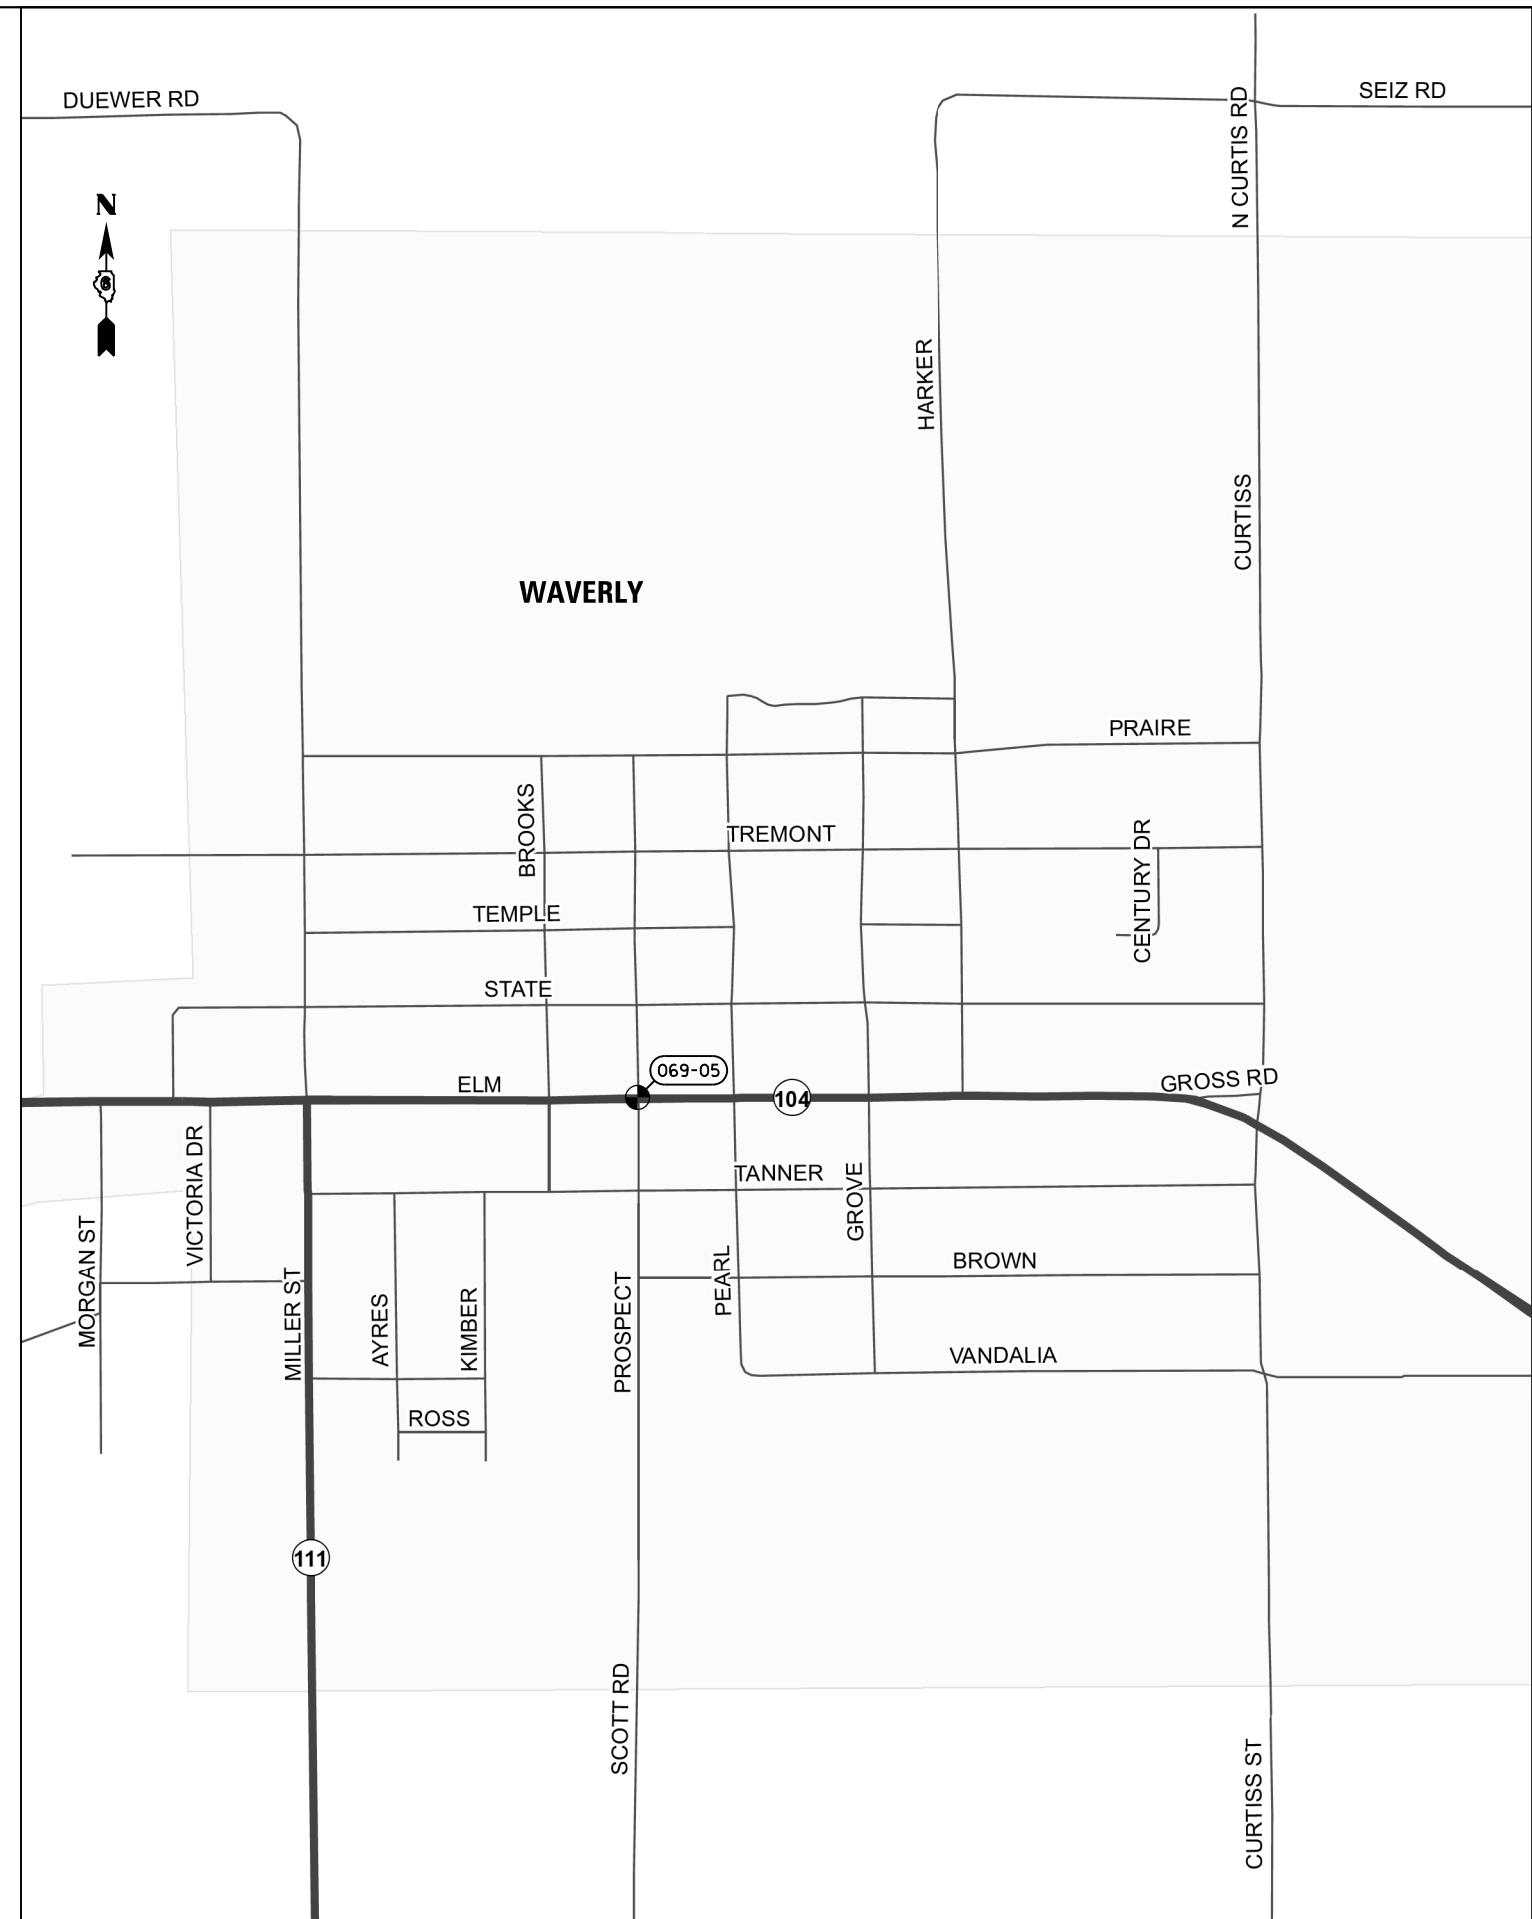 SEIZ RD
DUEWER RD
N CURTIS RD
N
6
HARKER
CURTISS
WAVERLY
PRAIRE
BROOKS
TREMONT
CENTURY DR
TEMPLE
STATE
069-05
GROSS RD
ELM
104
VICTORIA DR
TANNER
GROVE
MORGAN ST
PEARL
BROWN
MILLER ST
AYRES
KIMBER
PROSPECT
VANDALIA
ROSS
111
SCOTT RD
CURTISS ST